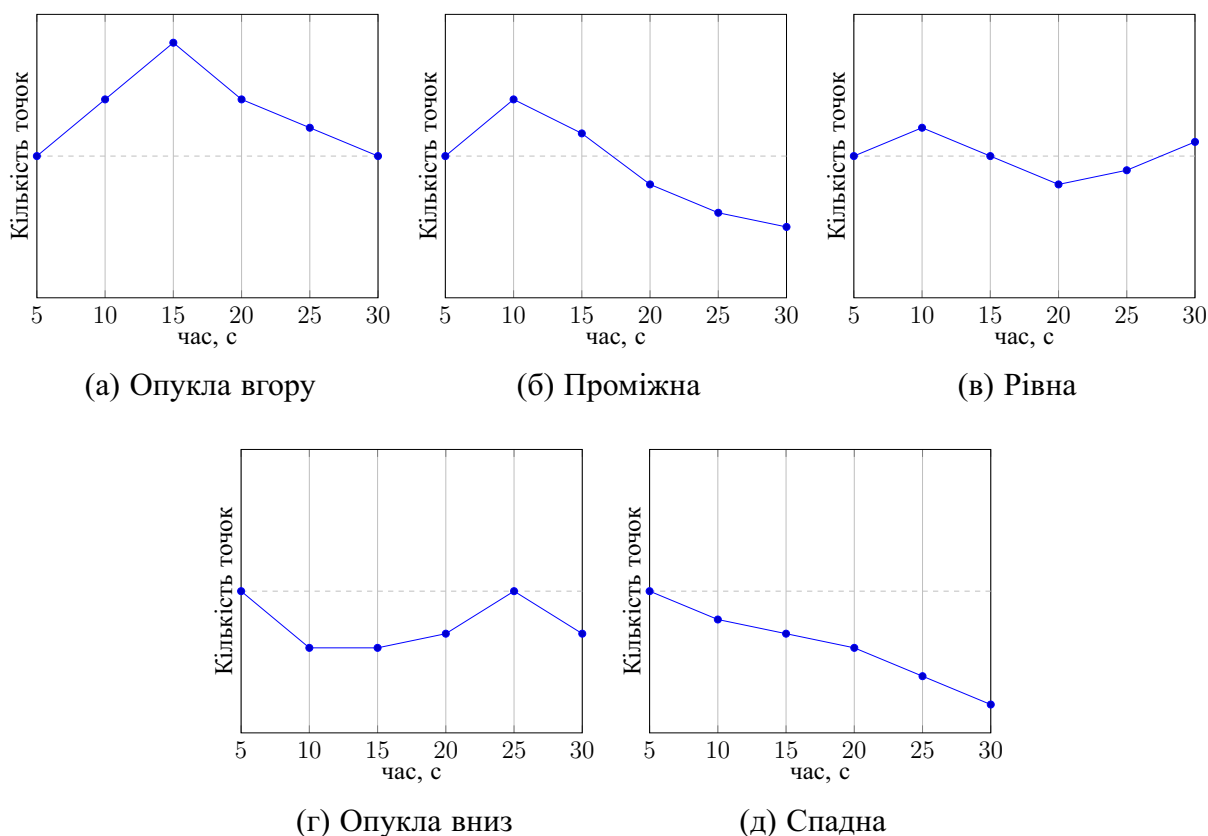 Кількість точок
5 10 15 20 25 30
час, с
(а) Опукла вгору
Кількість точок
5 10 15 20 25 30
час, с
(б) Проміжна
Кількість точок
5 10 15 20 25 30
час, с
(в) Рівна
Кількість точок
5 10 15 20 25 30
час, с
(г) Опукла вниз
Кількість точок
5 10 15 20 25 30
час, с
(д) Спадна